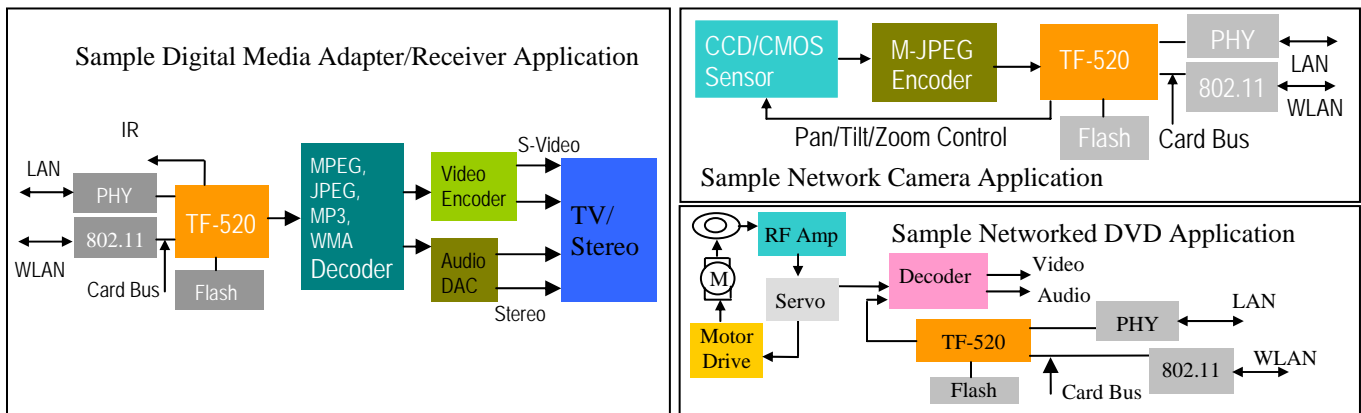 Sample Digital Media Adapter/Receiver Application
IR
S-Video
LAN
PHY
TF-520
802.11
WLAN
Card Bus
Flash
MPEG,
JPEG,
MP3,
WMA
Decoder
Video
Encoder
Audio
DAC
Stereo
TV/
Stereo
CCD/CMOS
Sensor
M-JPEG
Encoder
TF-520
PHY
LAN
802.11
WLAN
Pan/Tilt/Zoom Control
Flash
Card Bus
Sample Network Camera Application
RF Amp
Sample Networked DVD Application
M
Servo
Decoder
Video
Audio
Motor
Drive
TF-520
PHY
LAN
802.11
WLAN
Flash
Card Bus